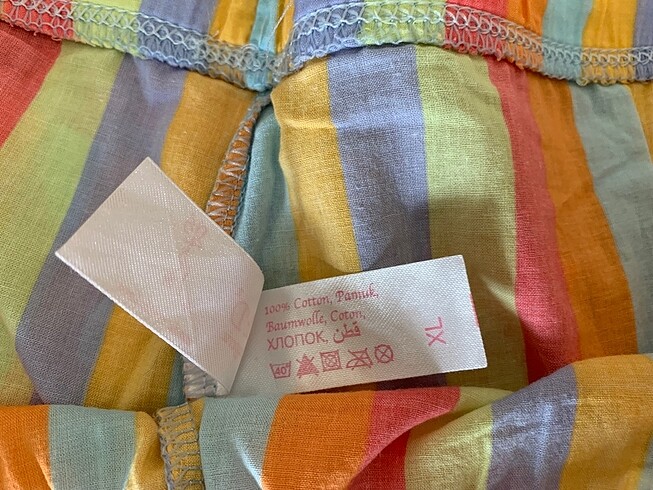 100% Cotton, Pamuk,
Baumwolle, Coton,
ХЛОПОК, قطن
40°
XL